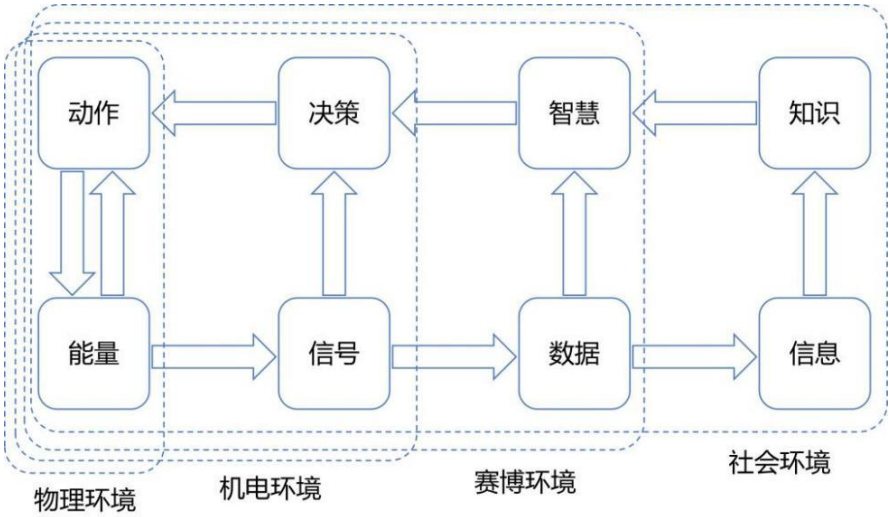 动作
决策
智慧
知识
能量
信号
数据
信息
物理环境
机电环境
赛博环境
社会环境